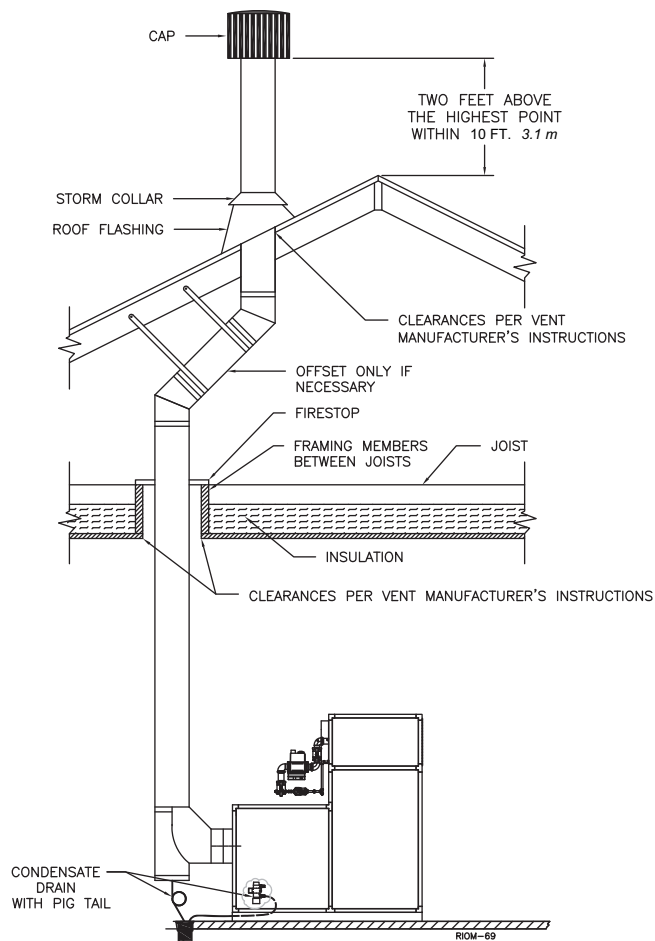 CAP
TWO FEET ABOVE
THE HIGHEST POINT
WITHIN 10 FT. 3.1 m
STORM COLLAR
ROOF FLASHING
CLEARANCES PER VENT
MANUFACTURER'S INSTRUCTIONS
OFFSET ONLY IF
NECESSARY
FIRESTOP
FRAMING MEMBERS
BETWEEN JOISTS
JOIST
INSULATION
CLEARANCES PER VENT MANUFACTURER'S INSTRUCTIONS
CONDENSATE
DRAIN
WITH PIG TAIL
RIOM-69